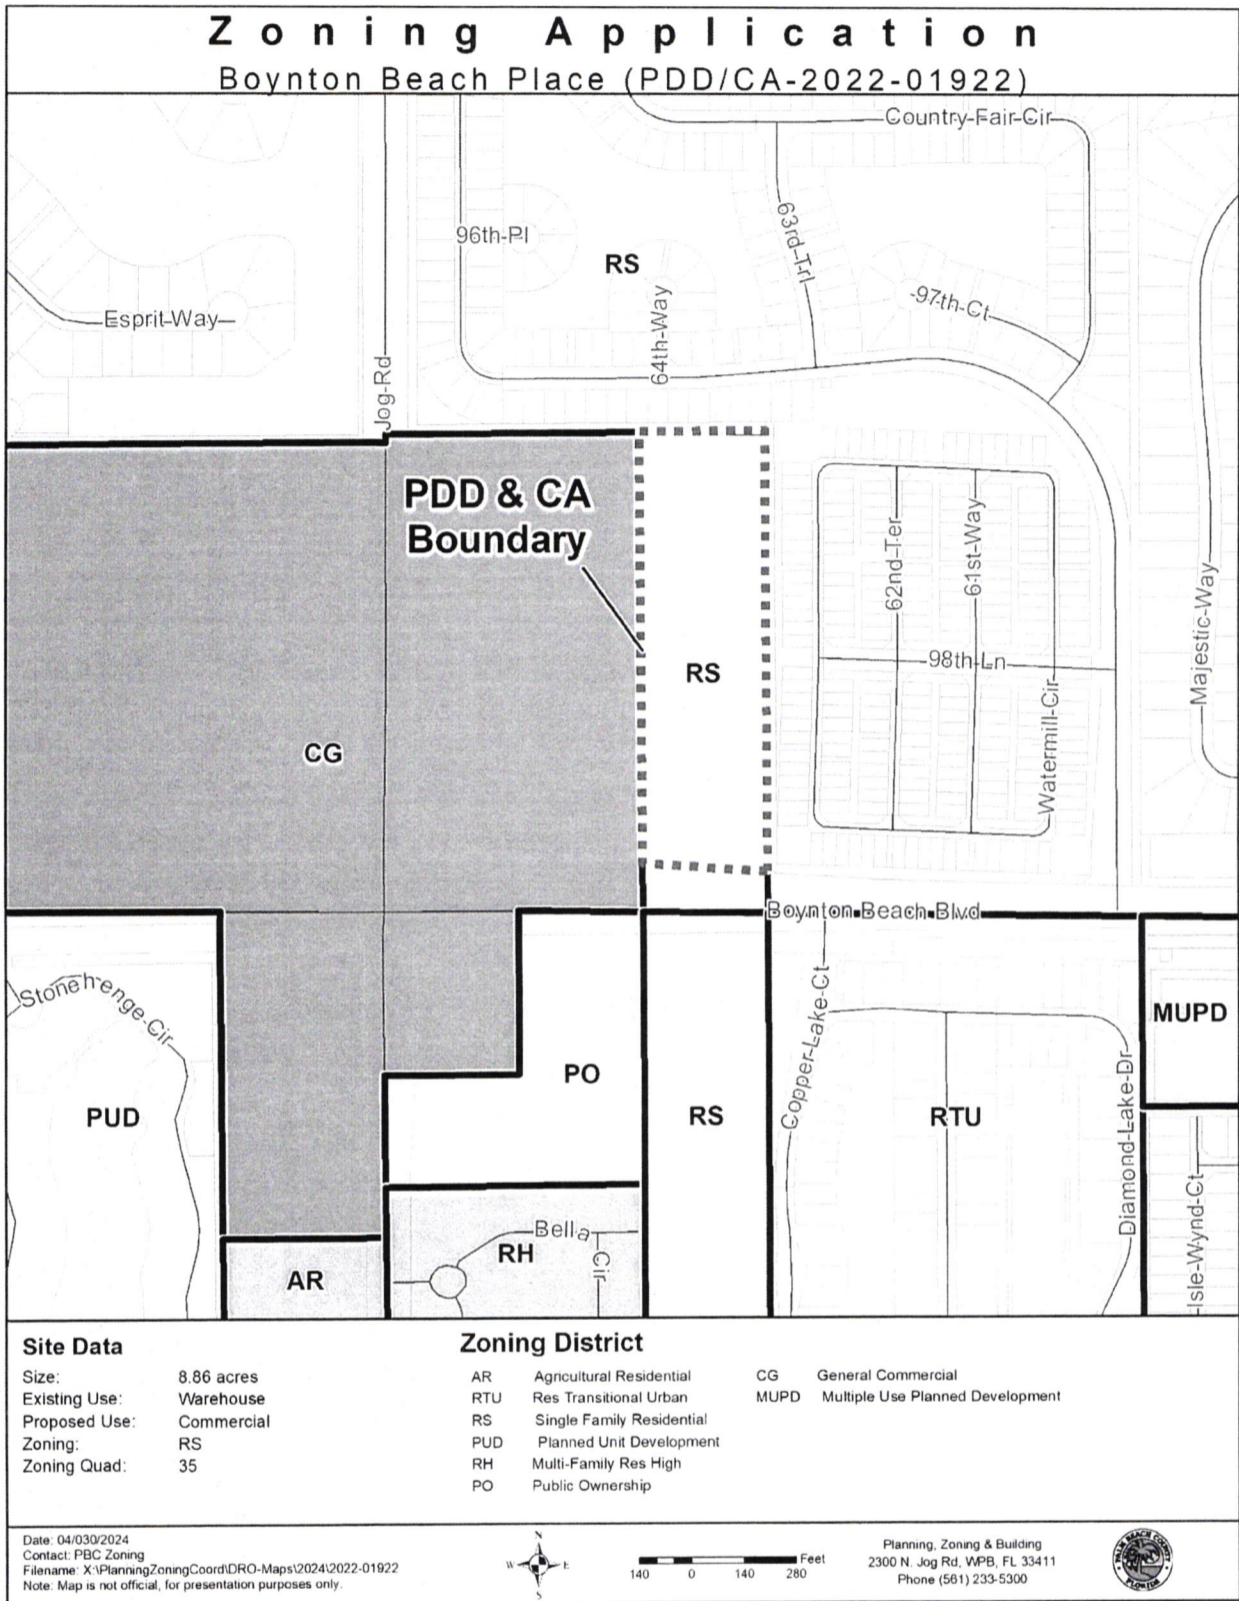 Zoning Application
Boynton Beach Place (PDD/CA-2022-01922)
Country-Fair-Cir
96th-Pl
RS
63rd-Trl
64th-Way
-97th-Ct
Esprit-Way
Jog-Rd
PDD & CA
Boundary
62nd-Ter
61st-Way
Majestic-Way
98th-Ln
RS
Watermill-Cir
CG
Boynton-Beach-Blvd
Stonehenge-Cir
Copper-Lake-Ct
MUPD
PO
PUD
RS
RTU
Diamond-Lake-Dr
Isle-Wynd-Ct
Bella
Cir
RH
AR
Site Data
Size: 8.86 acres
Existing Use: Warehouse
Proposed Use: Commercial
Zoning: RS
Zoning Quad: 35
Zoning District
AR Agricultural Residential
RTU Res Transitional Urban
RS Single Family Residential
PUD Planned Unit Development
RH Multi-Family Res High
PO Public Ownership
CG General Commercial
MUPD Multiple Use Planned Development
Date: 04/030/2024
Contact: PBC Zoning
Filename: X:\PlanningZoningCoord\DRO-Maps\2024\2022-01922
Note: Map is not official, for presentation purposes only.
N
W E
S
Feet
140 0 140 280
Planning, Zoning & Building
2300 N. Jog Rd, WPB, FL 33411
Phone (561) 233-5300
PALM BEACH COUNTY
FLORIDA